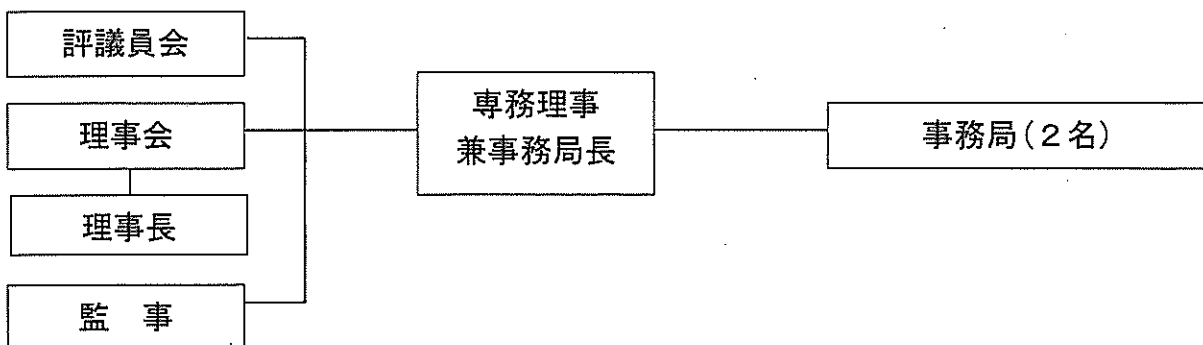 評議員会
理事会
理事長
監　事
専務理事
兼事務局長
事務局(２名)